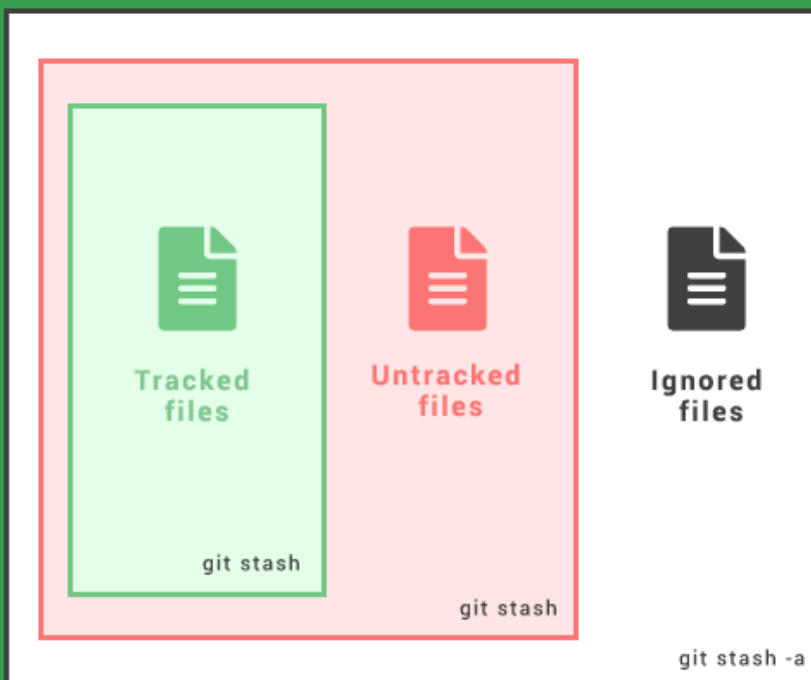 Tracked
files
Untracked
files
Ignored
files
git stash
git stash
git stash -a